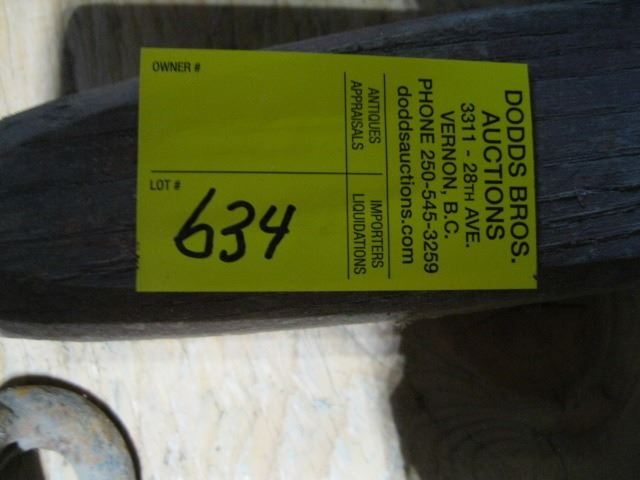 OWNER #
LOT #
634
ANTIQUES
APPRAISALS
IMPORTERS
LIQUIDATIONS
DODDS BROS.
AUCTIONS
3311 - 28TH AVE.
VERNON, B.C.
PHONE 250-545-3259
doddsauctions.com